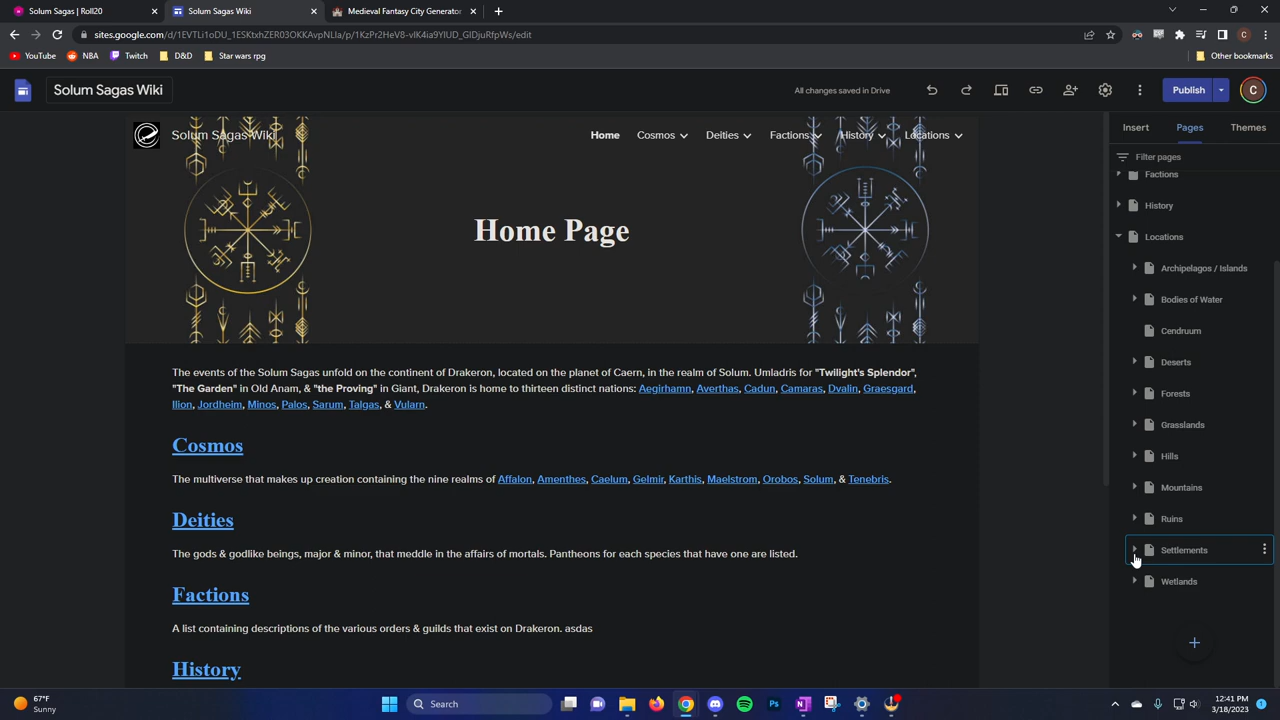 Solum Sagas | Roll20
Solum Sagas Wiki
Medieval Fantasy City Generator
sites.google.com/d/1EVTLi1oDU_1ESKtxhZER03OKKAvpNLla/p/1KzPr2HeV8-vIK4ia9YIUD_GlDjuRfpWs/edit
YouTube NBA Twitch D&D Star wars rpg Other bookmarks
Solum Sagas Wiki
All changes saved in Drive
Publish
C
Solum Sagas Wiki
Home Cosmos Deities Factions History Locations
Insert Pages Themes
Filter pages
Factions
History
Locations
Archipelagos / Islands
Bodies of Water
Cendruum
Deserts
Forests
Grasslands
Hills
Mountains
Ruins
Settlements
Wetlands
Home Page
The events of the Solum Sagas unfold on the continent of Drakeron, located on the planet of Caern, in the realm of Solum. Umladris for "Twilight's Splendor",
"The Garden" in Old Anam, & "the Proving" in Giant, Drakeron is home to thirteen distinct nations: Aegirhamn, Averthas, Cadun, Camaras, Dvalin, Graesgard,
Ilion, Jordheim, Minos, Palos, Sarum, Talgas, & Vularn.
Cosmos
The multiverse that makes up creation containing the nine realms of Affalon, Amenthes, Caelum, Gelmir, Karthis, Maelstrom, Orobos, Solum, & Tenebris.
Deities
The gods & godlike beings, major & minor, that meddle in the affairs of mortals. Pantheons for each species that have one are listed.
Factions
A list containing descriptions of the various orders & guilds that exist on Drakeron. asdas
History
67°F
Sunny
Search
12:41 PM
3/18/2023